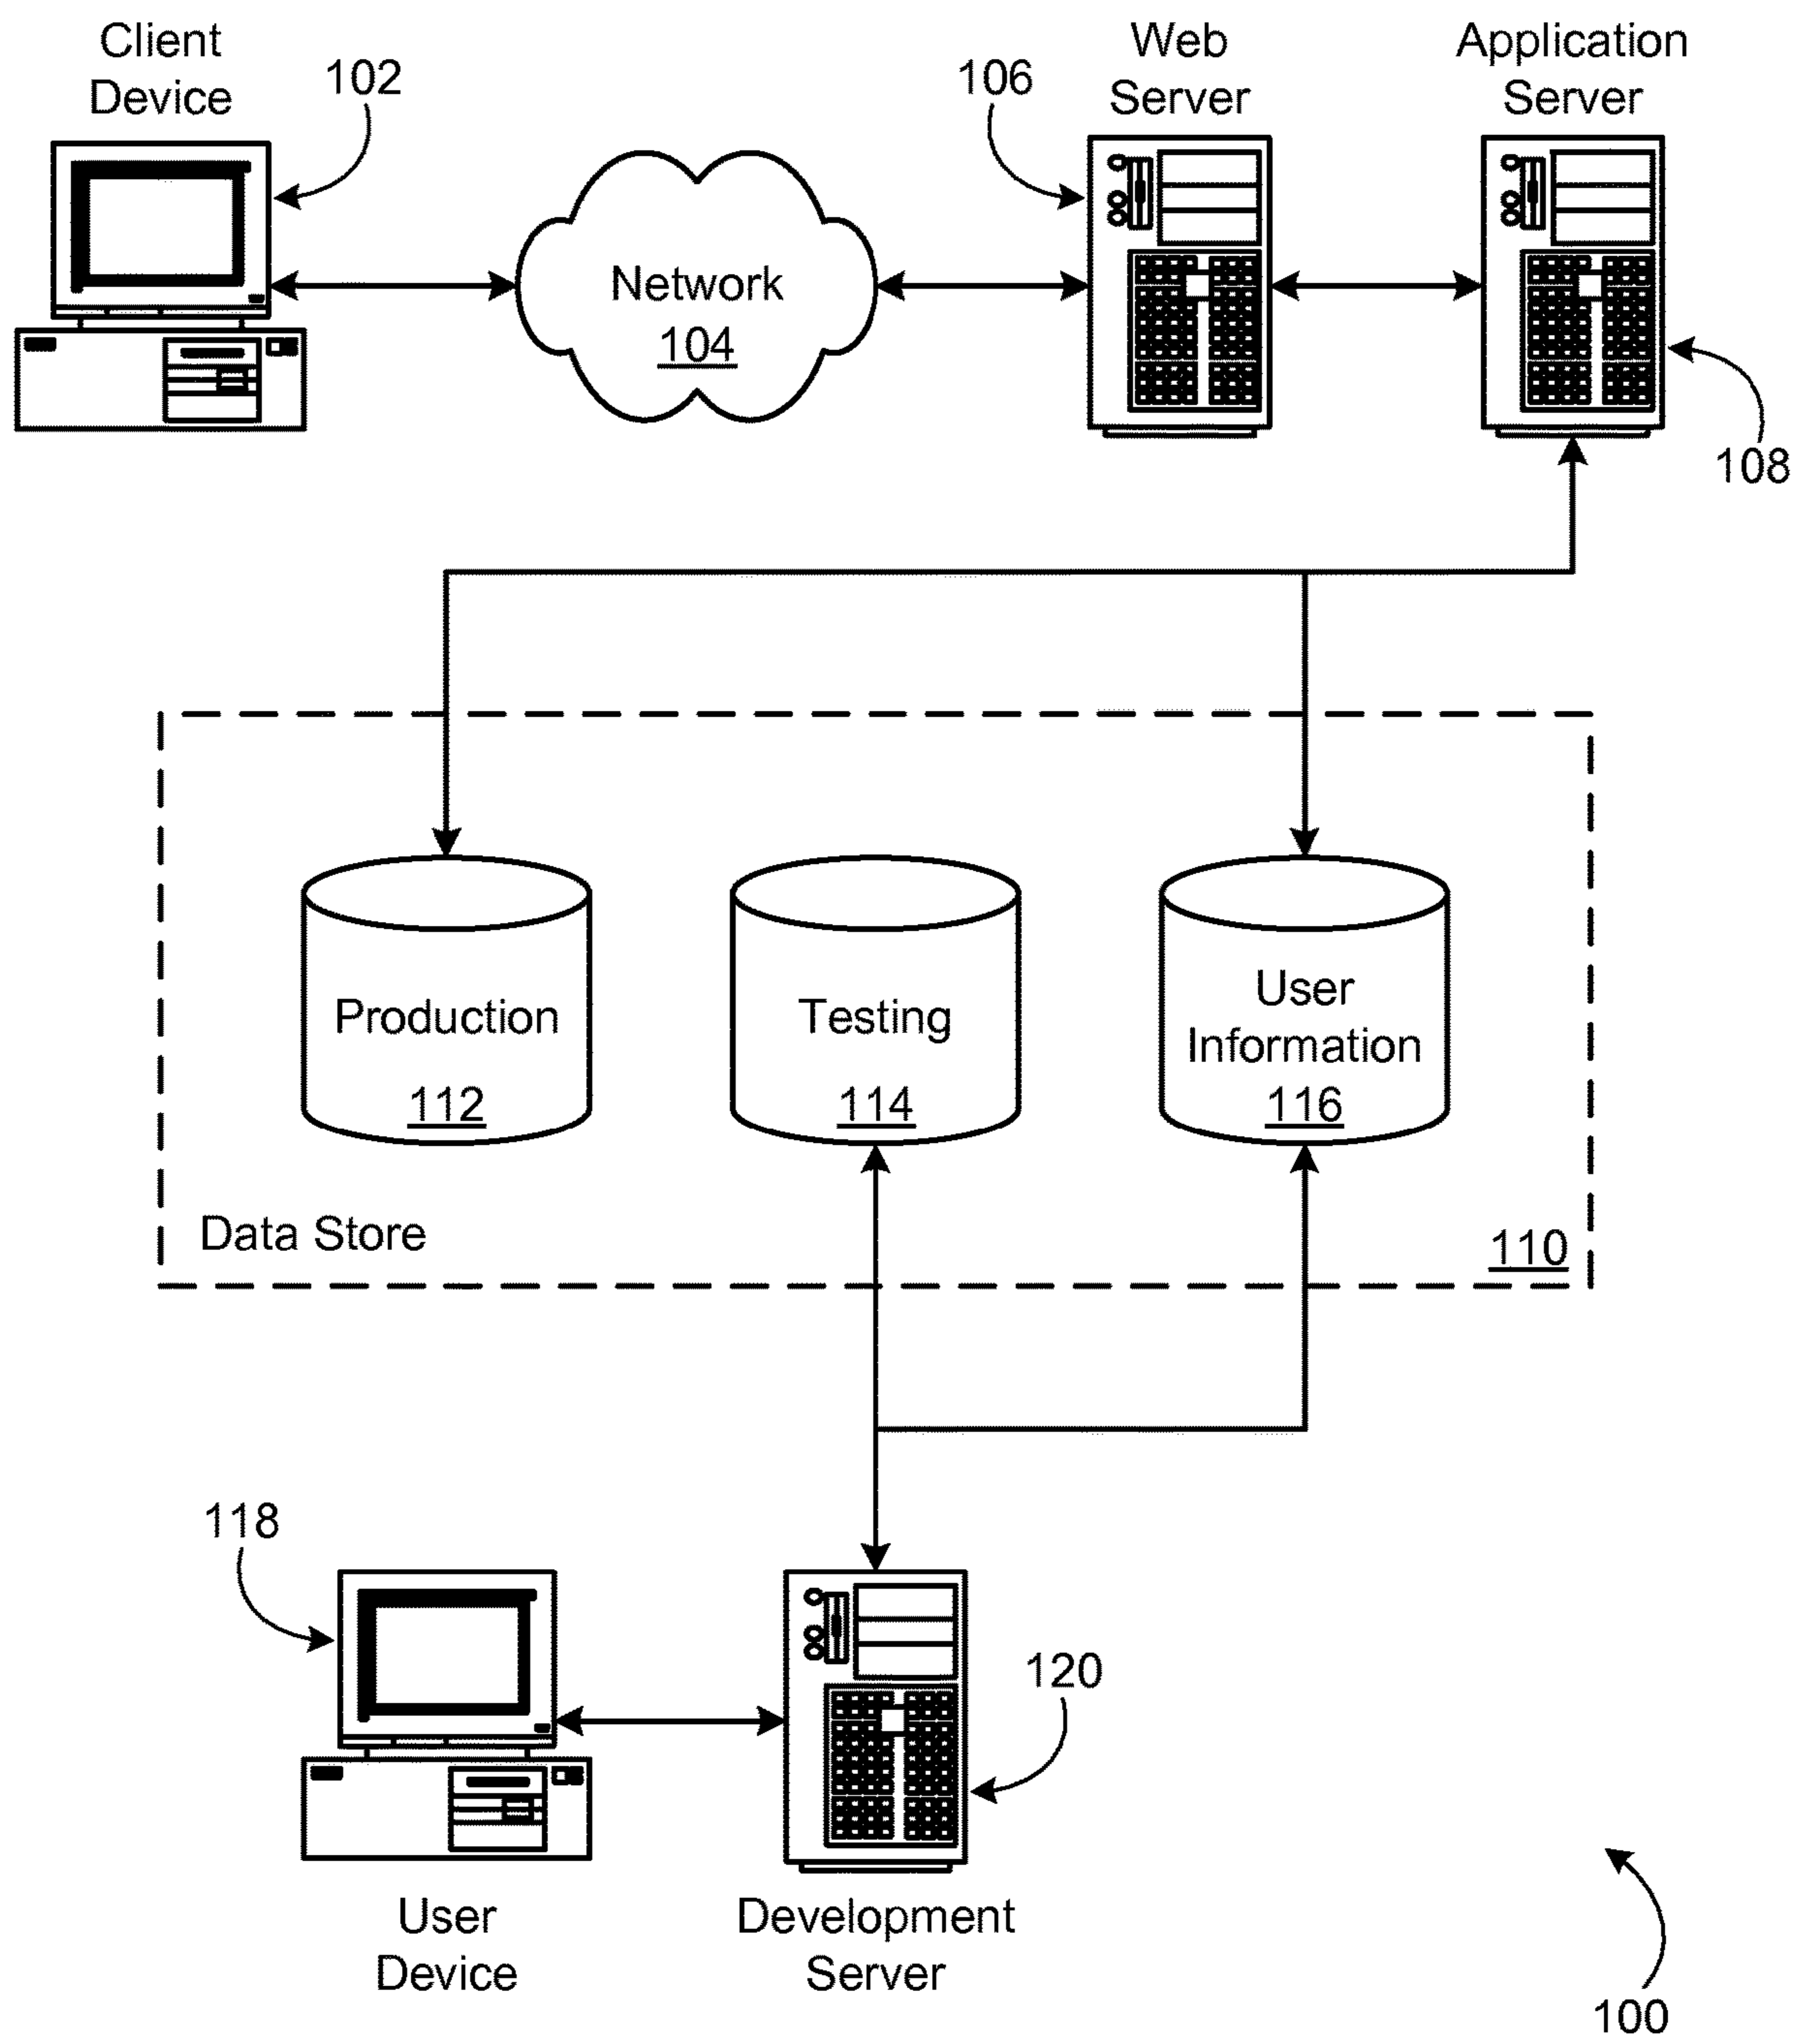 Client
Device
102
Web
Server
106
Application
Server
Network
104
108
Production
112
Testing
114
User
Information
116
Data Store
110
118
120
User
Device
Development
Server
100